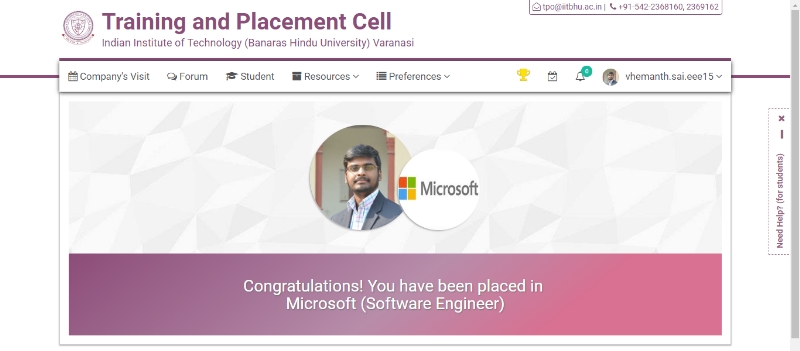 tpo@iitbhu.ac.in | +91-542-2368160, 2369162
Training and Placement Cell
Indian Institute of Technology (Banaras Hindu University) Varanasi
Company's Visit Forum Student Resources Preferences 0 vhemanth.sai.eee15
Microsoft
Need Help? (for students)
Congratulations! You have been placed in
Microsoft (Software Engineer)